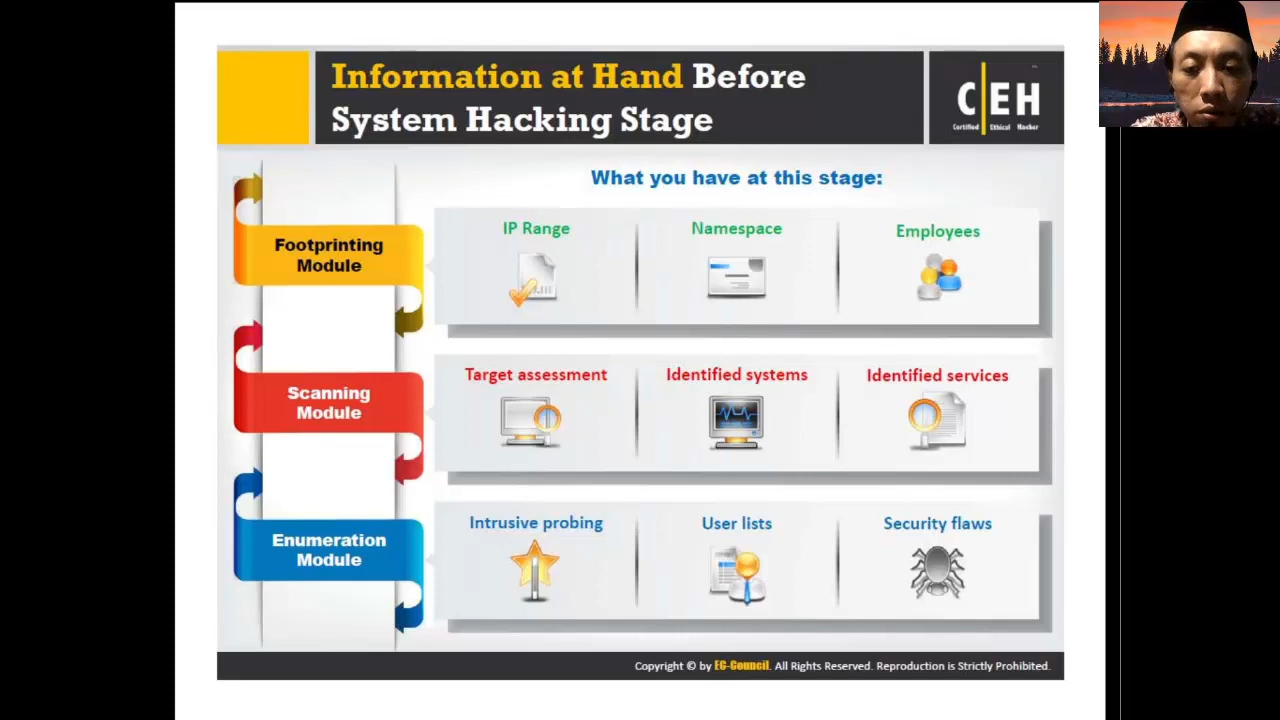 Information at Hand Before
System Hacking Stage
C|EH
Certified Ethical Hacker
What you have at this stage:
Footprinting
Module
IP Range
Namespace
Employees
Scanning
Module
Target assessment
Identified systems
Identified services
Enumeration
Module
Intrusive probing
User lists
Security flaws
Copyright © by EC-Council. All Rights Reserved. Reproduction is Strictly Prohibited.